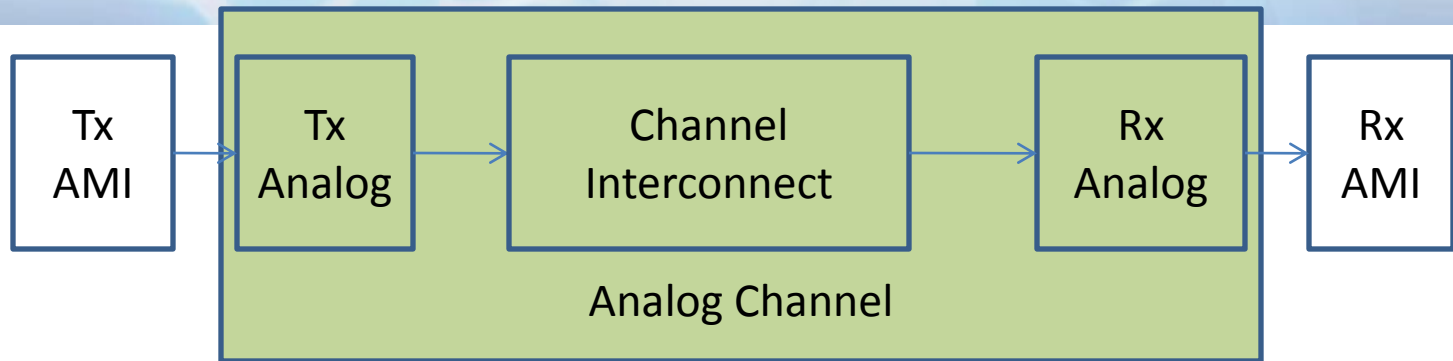 Tx
AMI
Tx
Analog
Channel
Interconnect
Rx
Analog
Rx
AMI
Analog Channel